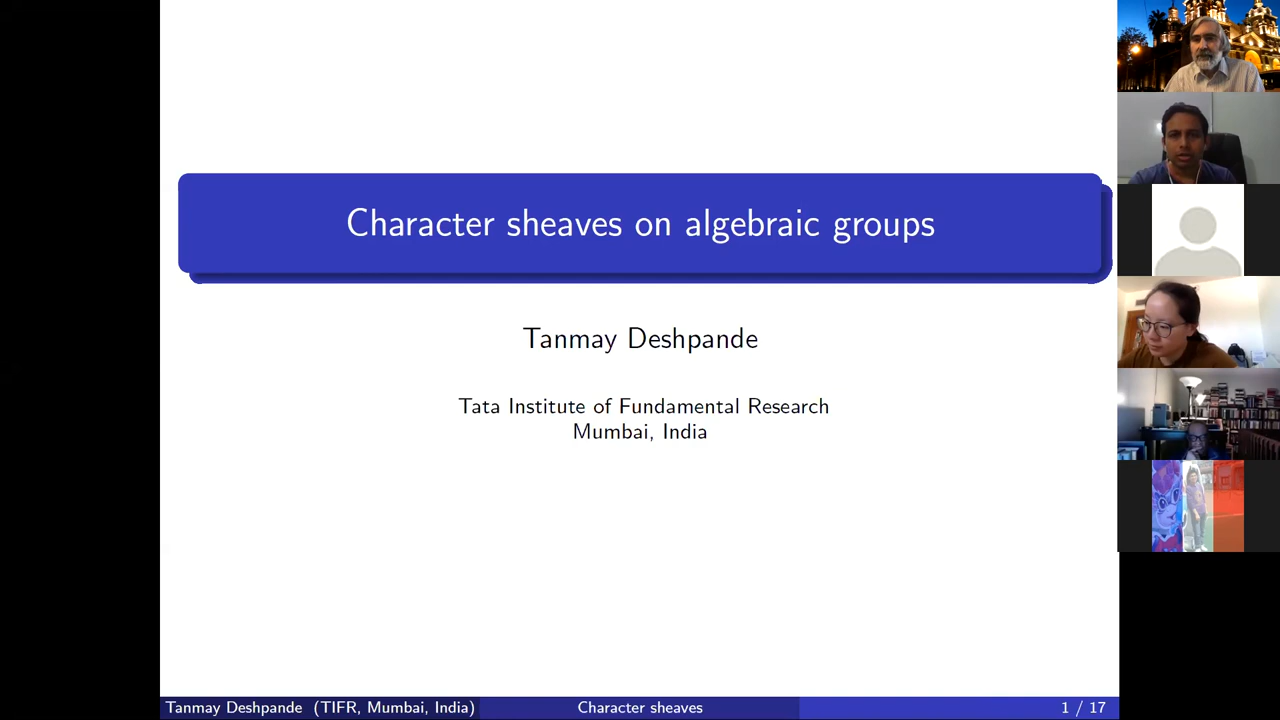 Character sheaves on algebraic groups
Tanmay Deshpande
Tata Institute of Fundamental Research
Mumbai, India
Tanmay Deshpande (TIFR, Mumbai, India) Character sheaves 1 / 17